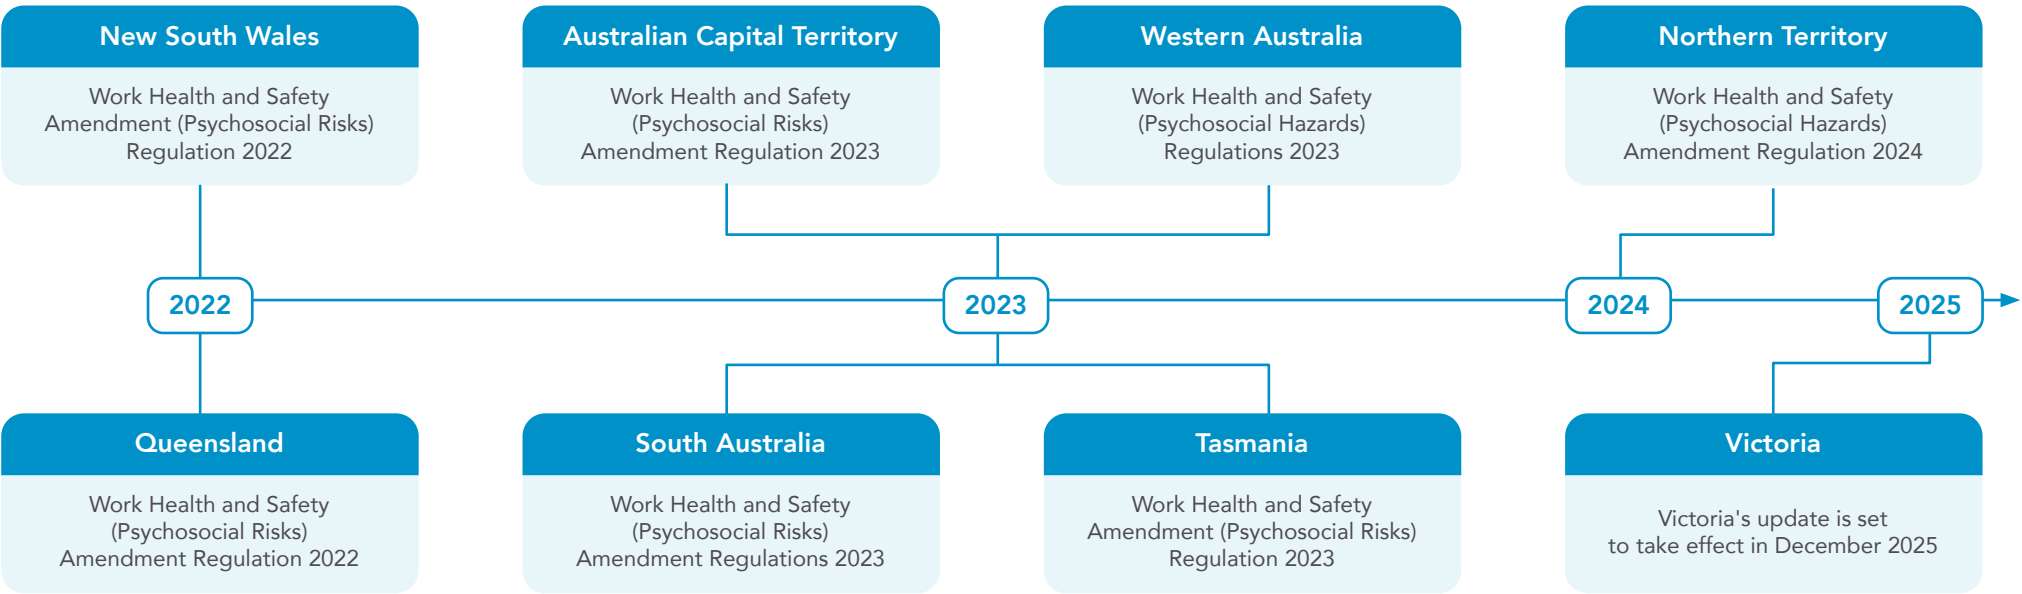 New South Wales
Work Health and Safety
Amendment (Psychosocial Risks)
Regulation 2022
Australian Capital Territory
Work Health and Safety
(Psychosocial Risks)
Amendment Regulation 2023
Western Australia
Work Health and Safety
(Psychosocial Hazards)
Regulations 2023
Northern Territory
Work Health and Safety
(Psychosocial Hazards)
Amendment Regulation 2024
2022
2023
2024
2025
Queensland
Work Health and Safety
(Psychosocial Risks)
Amendment Regulation 2022
South Australia
Work Health and Safety
(Psychosocial Risks)
Amendment Regulations 2023
Tasmania
Work Health and Safety
Amendment (Psychosocial Risks)
Regulation 2023
Victoria
Victoria's update is set
to take effect in December 2025